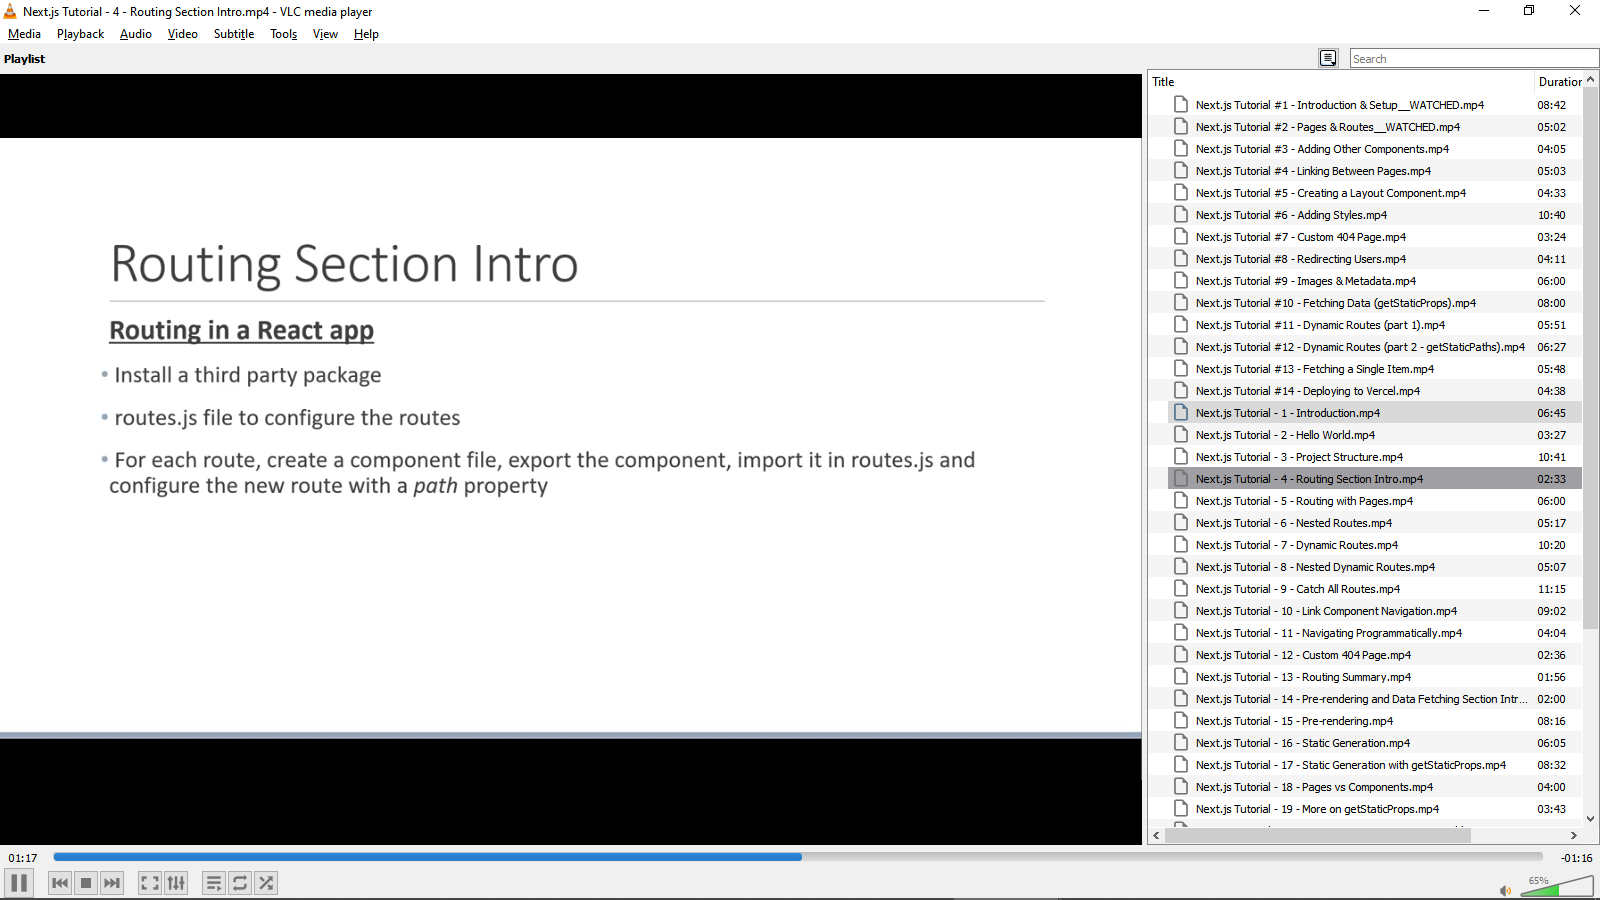 Next.js Tutorial - 4 - Routing Section Intro.mp4 - VLC media player
Media Playback Audio Video Subtitle Tools View Help
Playlist
Search
Routing Section Intro
Routing in a React app
• Install a third party package
• routes.js file to configure the routes
• For each route, create a component file, export the component, import it in routes.js and
configure the new route with a path property
Title Duration
Next.js Tutorial #1 - Introduction & Setup__WATCHED.mp4 08:42
Next.js Tutorial #2 - Pages & Routes__WATCHED.mp4 05:02
Next.js Tutorial #3 - Adding Other Components.mp4 04:05
Next.js Tutorial #4 - Linking Between Pages.mp4 05:03
Next.js Tutorial #5 - Creating a Layout Component.mp4 04:33
Next.js Tutorial #6 - Adding Styles.mp4 10:40
Next.js Tutorial #7 - Custom 404 Page.mp4 03:24
Next.js Tutorial #8 - Redirecting Users.mp4 04:11
Next.js Tutorial #9 - Images & Metadata.mp4 06:00
Next.js Tutorial #10 - Fetching Data (getStaticProps).mp4 08:00
Next.js Tutorial #11 - Dynamic Routes (part 1).mp4 05:51
Next.js Tutorial #12 - Dynamic Routes (part 2 - getStaticPaths).mp4 06:27
Next.js Tutorial #13 - Fetching a Single Item.mp4 05:48
Next.js Tutorial #14 - Deploying to Vercel.mp4 04:38
Next.js Tutorial - 1 - Introduction.mp4 06:45
Next.js Tutorial - 2 - Hello World.mp4 03:27
Next.js Tutorial - 3 - Project Structure.mp4 10:41
Next.js Tutorial - 4 - Routing Section Intro.mp4 02:33
Next.js Tutorial - 5 - Routing with Pages.mp4 06:00
Next.js Tutorial - 6 - Nested Routes.mp4 05:17
Next.js Tutorial - 7 - Dynamic Routes.mp4 10:20
Next.js Tutorial - 8 - Nested Dynamic Routes.mp4 05:07
Next.js Tutorial - 9 - Catch All Routes.mp4 11:15
Next.js Tutorial - 10 - Link Component Navigation.mp4 09:02
Next.js Tutorial - 11 - Navigating Programmatically.mp4 04:04
Next.js Tutorial - 12 - Custom 404 Page.mp4 02:36
Next.js Tutorial - 13 - Routing Summary.mp4 01:56
Next.js Tutorial - 14 - Pre-rendering and Data Fetching Section Intr... 02:00
Next.js Tutorial - 15 - Pre-rendering.mp4 08:16
Next.js Tutorial - 16 - Static Generation.mp4 06:05
Next.js Tutorial - 17 - Static Generation with getStaticProps.mp4 08:32
Next.js Tutorial - 18 - Pages vs Components.mp4 04:00
Next.js Tutorial - 19 - More on getStaticProps.mp4 03:43
01:17 -01:16
65%